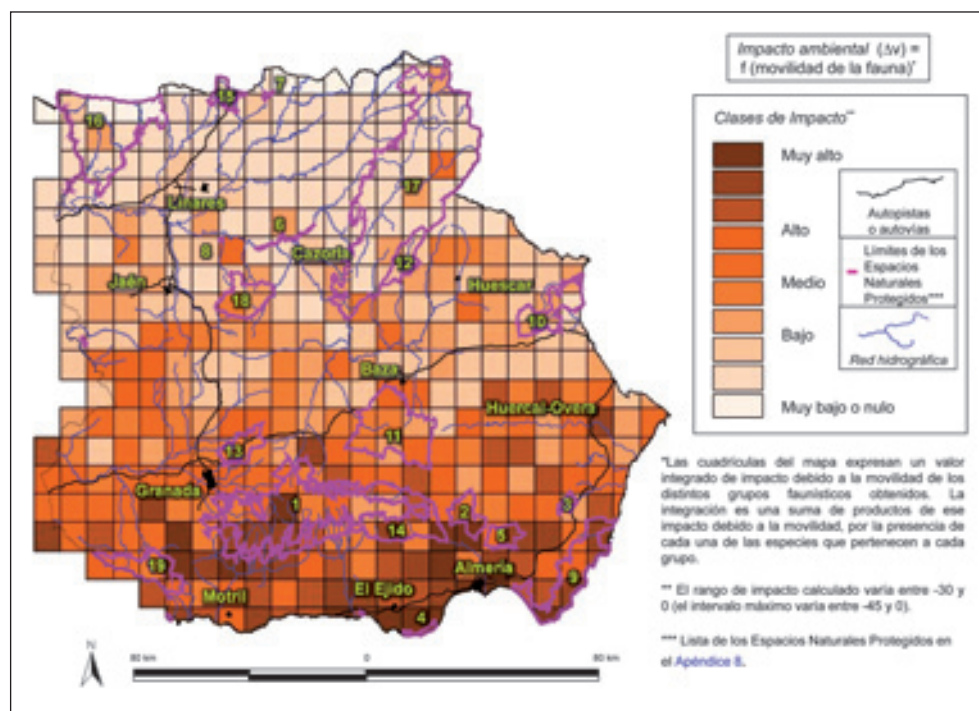 Impacto ambiental (Δv) =
f (movilidad de la fauna)*
Clases de Impacto**
Muy alto
Alto
Medio
Bajo
Muy bajo o nulo
Autopistas
o autovías
Límites de los
Espacios
Naturales
Protegidos***
Red hidrográfica
7
15
16
17
Linares
6
8
Cazorla
12
Jaén
Huescar
18
10
Baza
Huercal-Overa
11
13
Granada
1
2
3
14
5
19
Almería
9
El Ejido
Motril
4
N
80 km
0
80 km
*Las cuadrículas del mapa expresan un valor
integrado de impacto debido a la movilidad de los
distintos grupos faunísticos obtenidos. La
integración es una suma de productos de ese
impacto debido a la movilidad, por la presencia de
cada una de las especies que pertenecen a cada
grupo.
** El rango de impacto calculado varía entre -30 y
0 (el intervalo máximo varía entre -45 y 0).
*** Lista de los Espacios Naturales Protegidos en
el Apéndice 8.